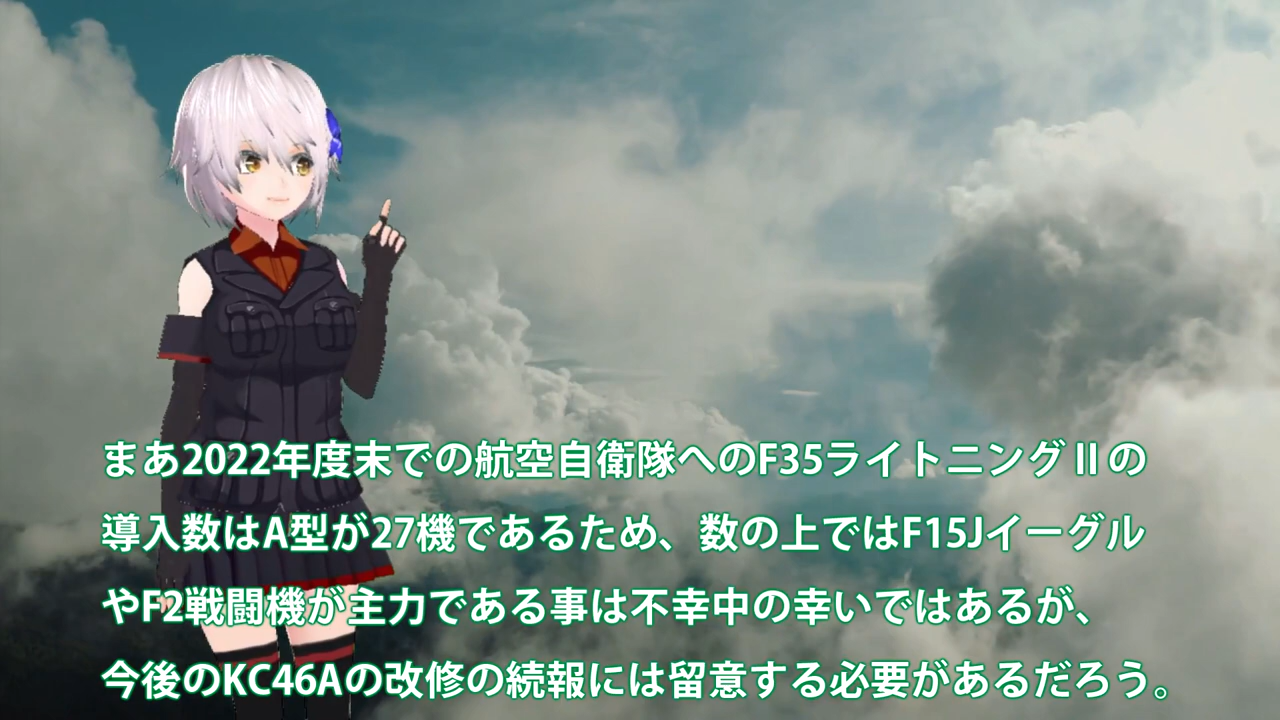 まあ2022年度末での航空自衛隊へのF35ライトニングⅡの
導入数はA型が27機であるため、数の上ではF15Jイーグル
やF2戦闘機が主力である事は不幸中の幸いではあるが、
今後のKC46Aの改修の続報には留意する必要があるだろう。